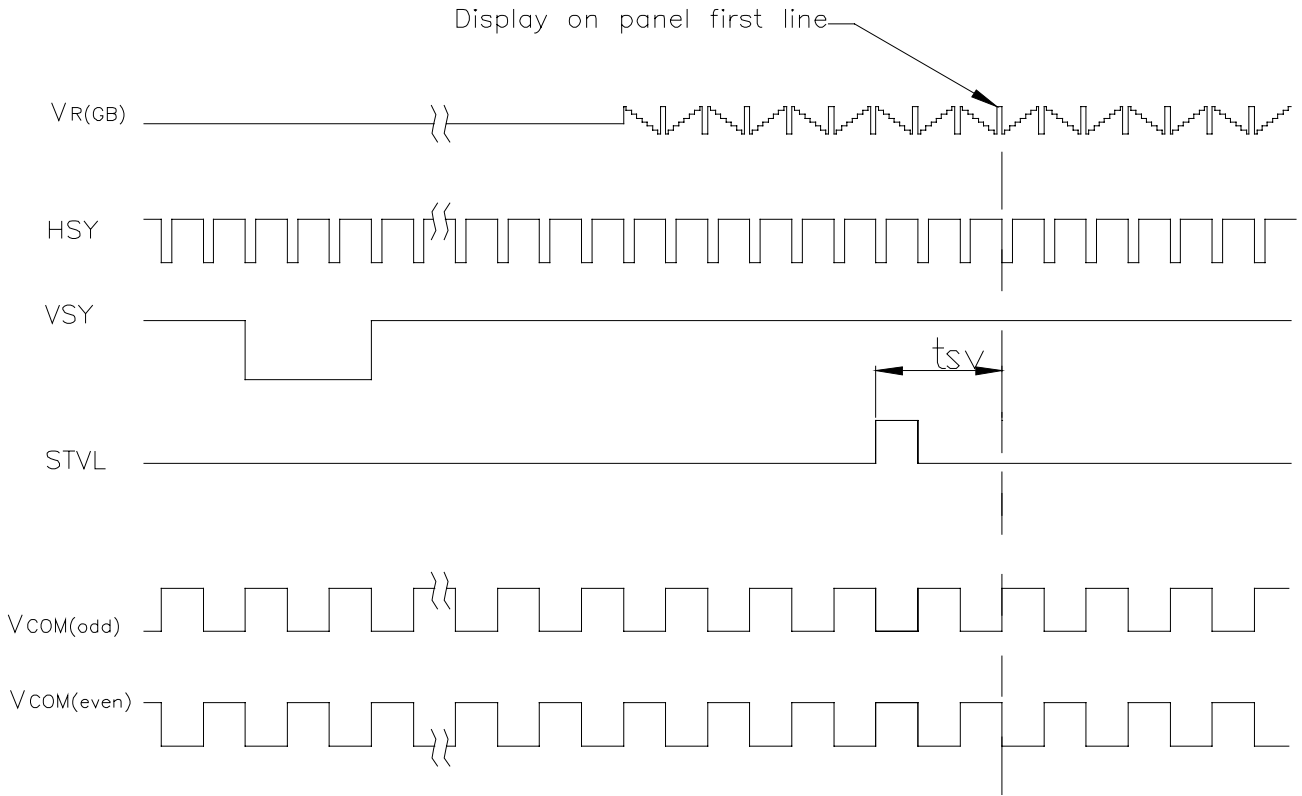 Display on panel first line
VR(GB)
HSY
VSY
tsv
STVL
VCOM(odd)
VCOM(even)